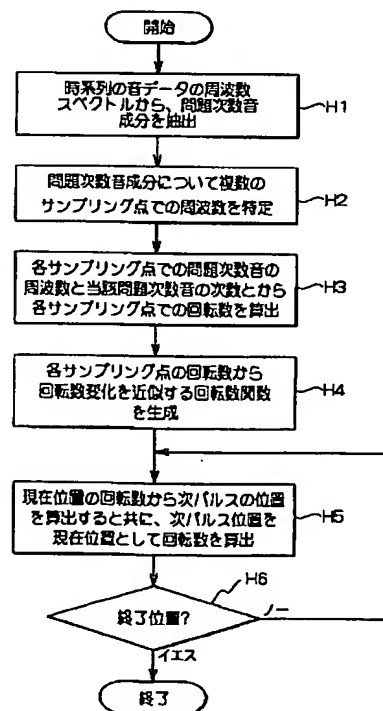 開始
時系列の音データの周波数
スペクトルから、問題次数音
成分を抽出
H1
問題次数音成分について複数の
サンプリング点での周波数を特定
H2
各サンプリング点での問題次数音の
周波数と当該問題次数音の次数とから
各サンプリング点での回転数を算出
H3
各サンプリング点の回転数から
回転数変化を近似する回転数関数
を生成
H4
現在位置の回転数から次パルスの位置
を算出すると共に、次パルス位置を
現在位置として回転数を算出
H5
H6
終了位置?
ノー
イエス
終了